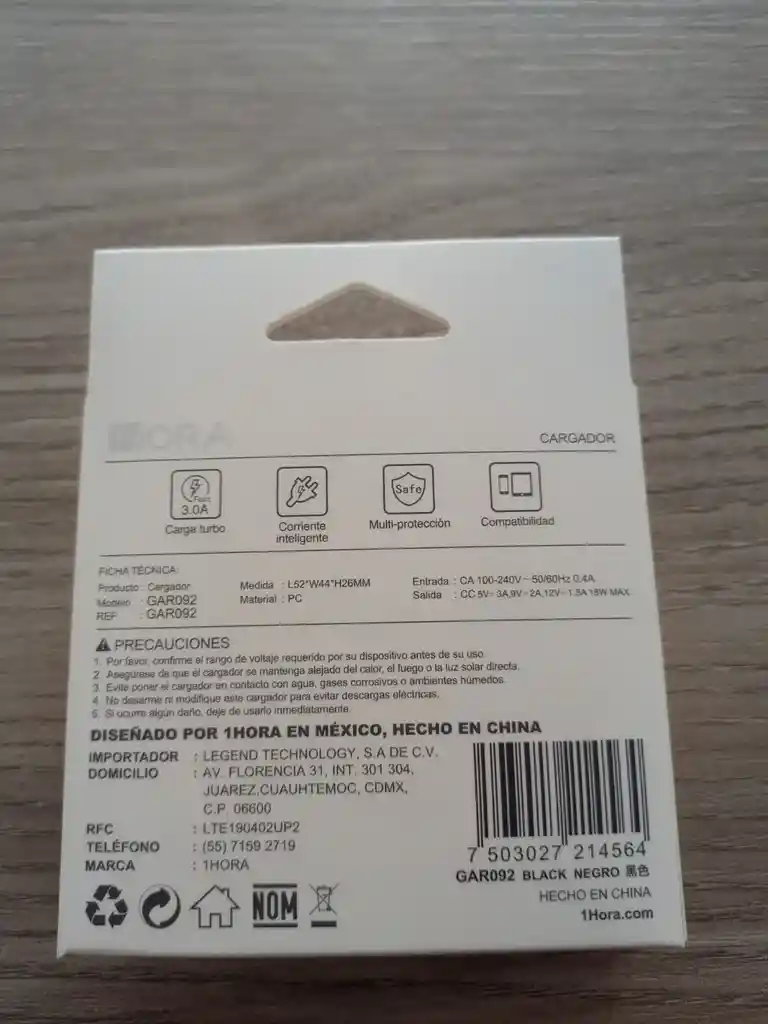 1HORA
CARGADOR
Fast
3.0A
Safe
Carga turbo
Corriente
inteligente
Multi-protección
Compatibilidad
FICHA TÉCNICA:
Producto : Cargador
Modelo : GAR092
REF : GAR092
Medida : L52*W44*H26MM
Material : PC
Entrada : CA 100-240V~50/60Hz 0.4A
Salida : CC 5V⎓3A,9V⎓2A,12V⎓1.5A 18W MAX
PRECAUCIONES
1. Por favor, confirme el rango de voltaje requerido por su dispositivo antes de su uso.
2. Asegúrese de que el cargador se mantenga alejado del calor, el fuego o la luz solar directa.
3. Evite poner el cargador en contacto con agua, gases corrosivos o ambientes húmedos.
4. No desarme ni modifique este cargador para evitar descargas eléctricas.
5. Si ocurre algún daño, deje de usarlo inmediatamente.
DISEÑADO POR 1HORA EN MÉXICO, HECHO EN CHINA
IMPORTADOR : LEGEND TECHNOLOGY, S.A DE C.V.
DOMICILIO : AV. FLORENCIA 31, INT. 301 304,
JUAREZ,CUAUHTEMOC, CDMX,
C.P. 06600
RFC : LTE190402UP2
TELÉFONO : (55) 7159 2719
MARCA : 1HORA
NOM
7 503027 214564
GAR092 BLACK NEGRO 黑色
HECHO EN CHINA
1Hora.com